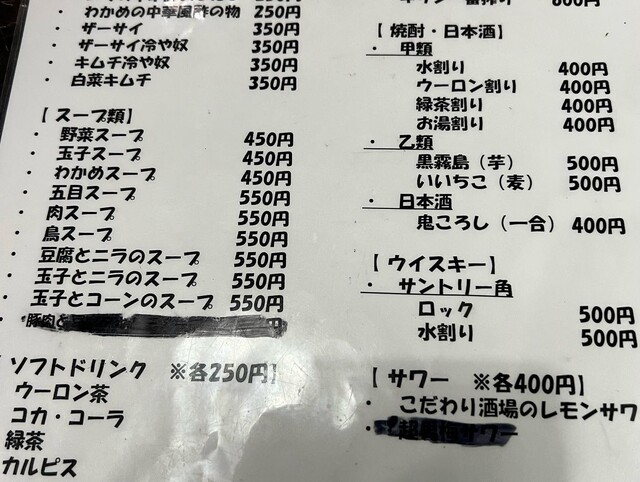 ・ わかめの中華風酢の物 250円
・ ザーサイ 350円
・ ザーサイ冷や奴 350円
・ キムチ冷や奴 350円
・ 白菜キムチ 350円
【 スープ類】
・ 野菜スープ 450円
・ 玉子スープ 450円
・ わかめスープ 450円
・ 五目スープ 550円
・ 肉スープ 550円
・ 鳥スープ 550円
・ 豆腐とニラのスープ 550円
・ 玉子とニラのスープ 550円
・ 玉子とコーンのスープ 550円
・ 豚肉と
ソフトドリンク ※各250円】
ウーロン茶
コカ・コーラ
緑茶
カルピス
600円
【 焼酎・日本酒】
・ 甲類
水割り 400円
ウーロン割り 400円
緑茶割り 400円
お湯割り 400円
・ 乙類
黒霧島（芋） 500円
いいちこ（麦） 500円
・ 日本酒
鬼ころし（一合） 400円
【 ウイスキー】
・ サントリー角
ロック 500円
水割り 500円
【 サワー ※各400円】
・ こだわり酒場のレモンサワ
サワー